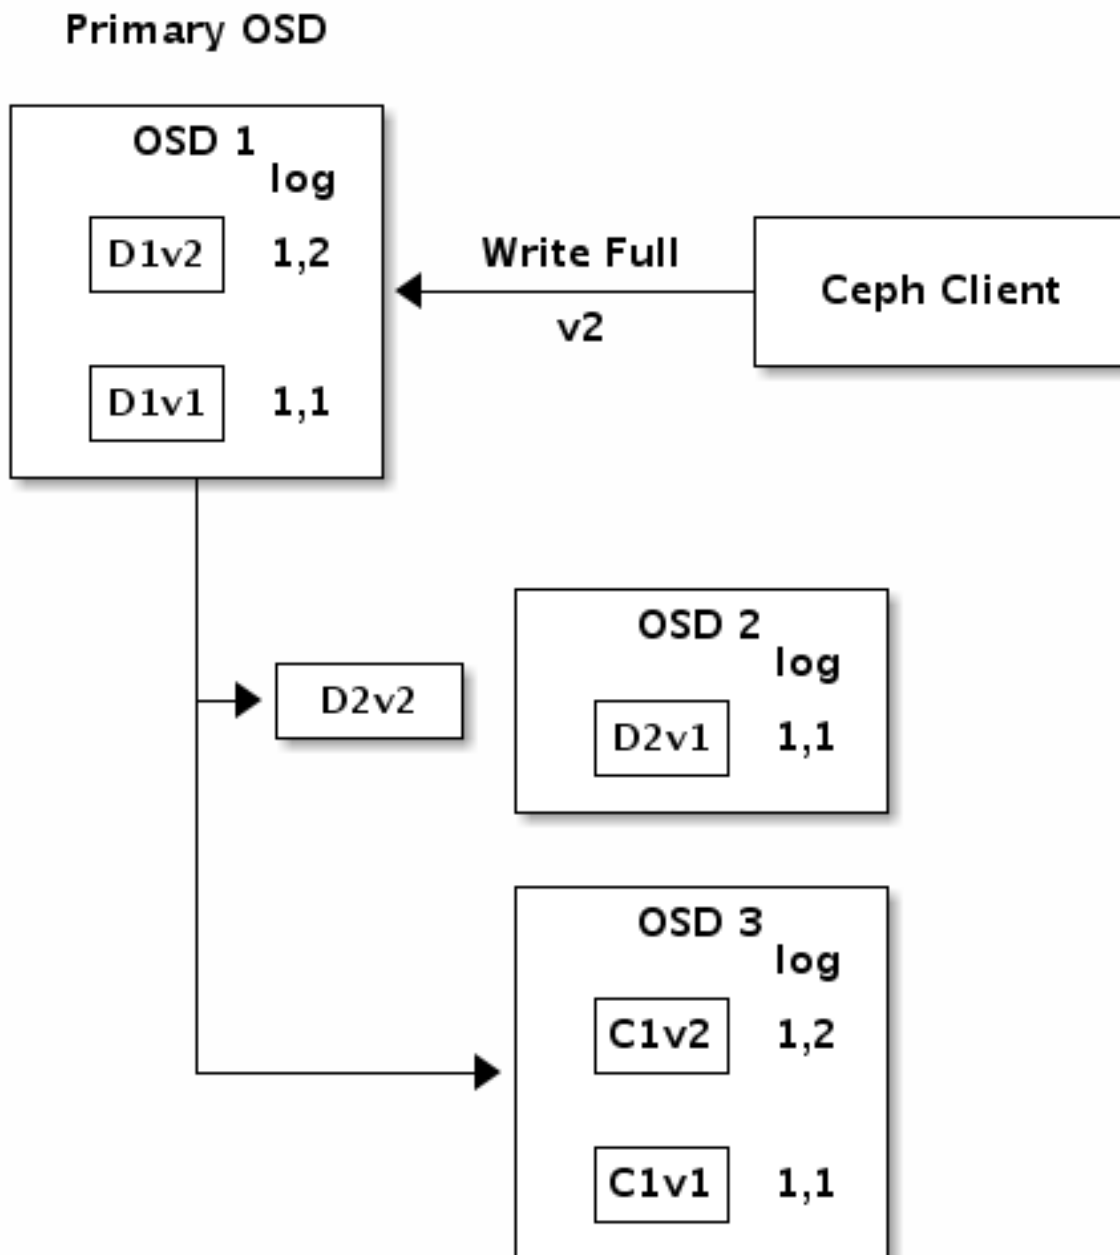 Primary OSD
OSD 1
log
D1v2 1,2
Write Full
Ceph Client
v2
D1v1 1,1
OSD 2
log
D2v2
D2v1 1,1
OSD 3
log
C1v2 1,2
C1v1 1,1